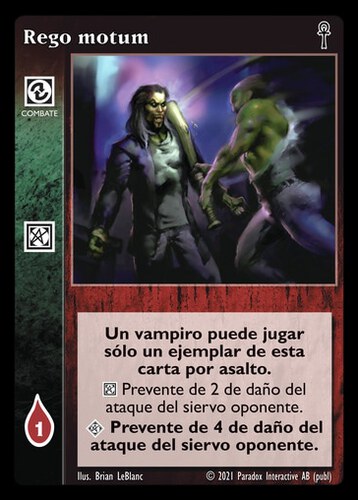 Rego motum
COMBATE
Un vampiro puede jugar
sólo un ejemplar de esta
carta por asalto.
Prevente de 2 de daño del
ataque del siervo oponente.
Prevente de 4 de daño del
ataque del siervo oponente.
1
Ilus. Brian LeBlanc
© 2021 Paradox Interactive AB (publ)